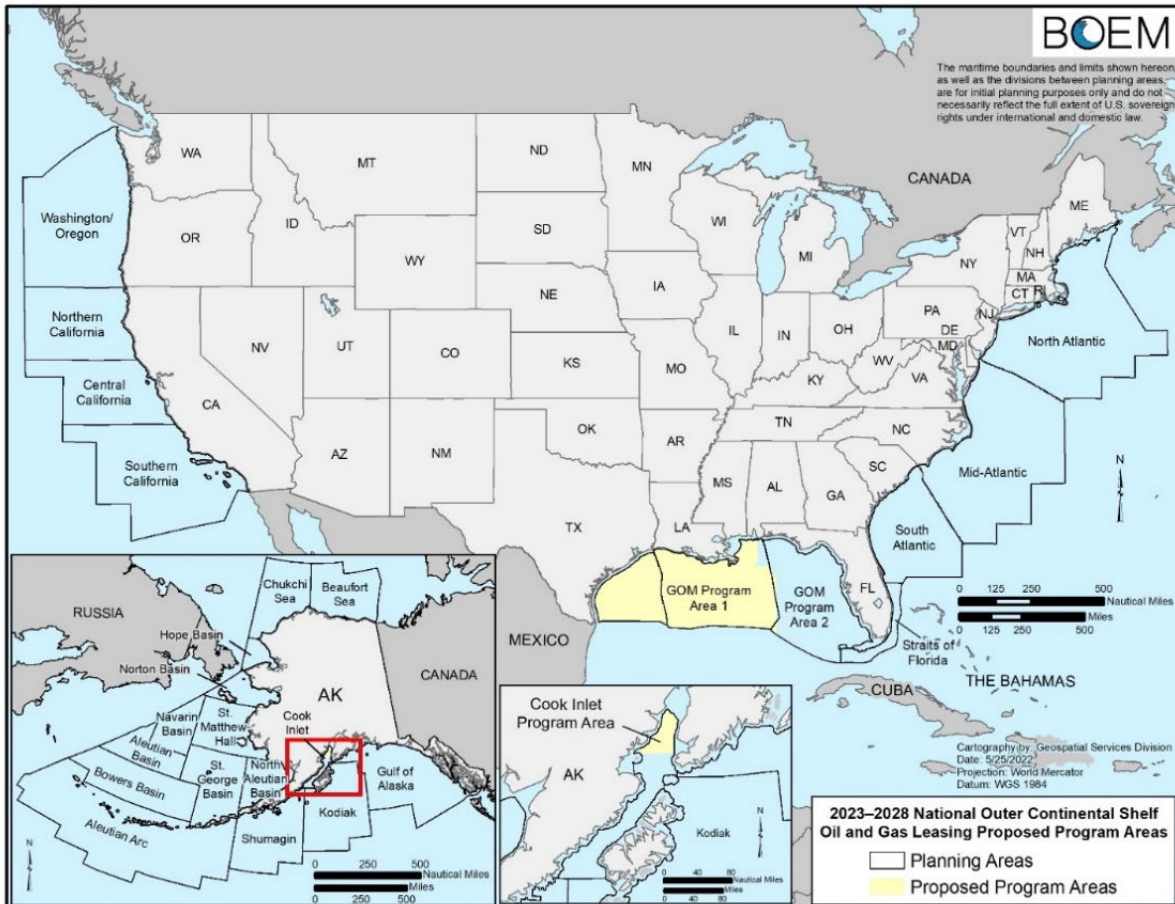 BOEM
The maritime boundaries and limits shown hereon,
as well as the divisions between planning areas,
are for initial planning purposes only and do not
necessarily reflect the full extent of U.S. sovereign
rights under international and domestic law.
CANADA
WA
MT
ND
MN
ME
Washington/
Oregon
OR
ID
SD
WI
MI
VT
NH
NY
MA
CT
RI
WY
IA
NE
PA
NJ
Northern
California
NV
UT
CO
IL
IN
OH
DE
MD
WV
VA
North Atlantic
KS
MO
KY
Central
California
CA
TN
NC
OK
AR
AZ
NM
SC
Mid-Atlantic
N
Southern
California
MS
AL
GA
TX
LA
South
Atlantic
FL
GOM Program
Area 1
GOM
Program
Area 2
0 125 250 500
Nautical Miles
Miles
0 125 250 500
Straits of
Florida
MEXICO
CUBA
THE BAHAMAS
RUSSIA
Chukchi
Sea
Beaufort
Sea
Hope Basin
Norton Basin
AK
CANADA
Navarin
Basin
St.
Matthew
Hall
Cook
Inlet
Aleutian
Basin
Bowers Basin
St.
George
Basin
North
Aleutian
Basin
Gulf of
Alaska
Kodiak
Aleutian Arc
Shumagin
N
0 250 500
Nautical Miles
Miles
0 250 500
Cook Inlet
Program Area
AK
Kodiak
N
0 40 80
Nautical Miles
Miles
0 40 80
Cartography by: Geospatial Services Division
Date: 5/25/2022
Projection: World Mercator
Datum: WGS 1984
2023–2028 National Outer Continental Shelf
Oil and Gas Leasing Proposed Program Areas
Planning Areas
Proposed Program Areas